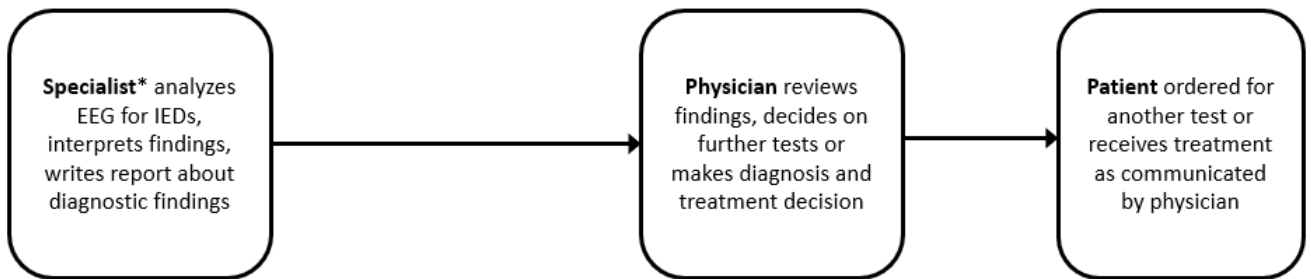 Specialist* analyzes
EEG for IEDs,
interprets findings,
writes report about
diagnostic findings
Physician reviews
findings, decides on
further tests or
makes diagnosis and
treatment decision
Patient ordered for
another test or
receives treatment
as communicated
by physician